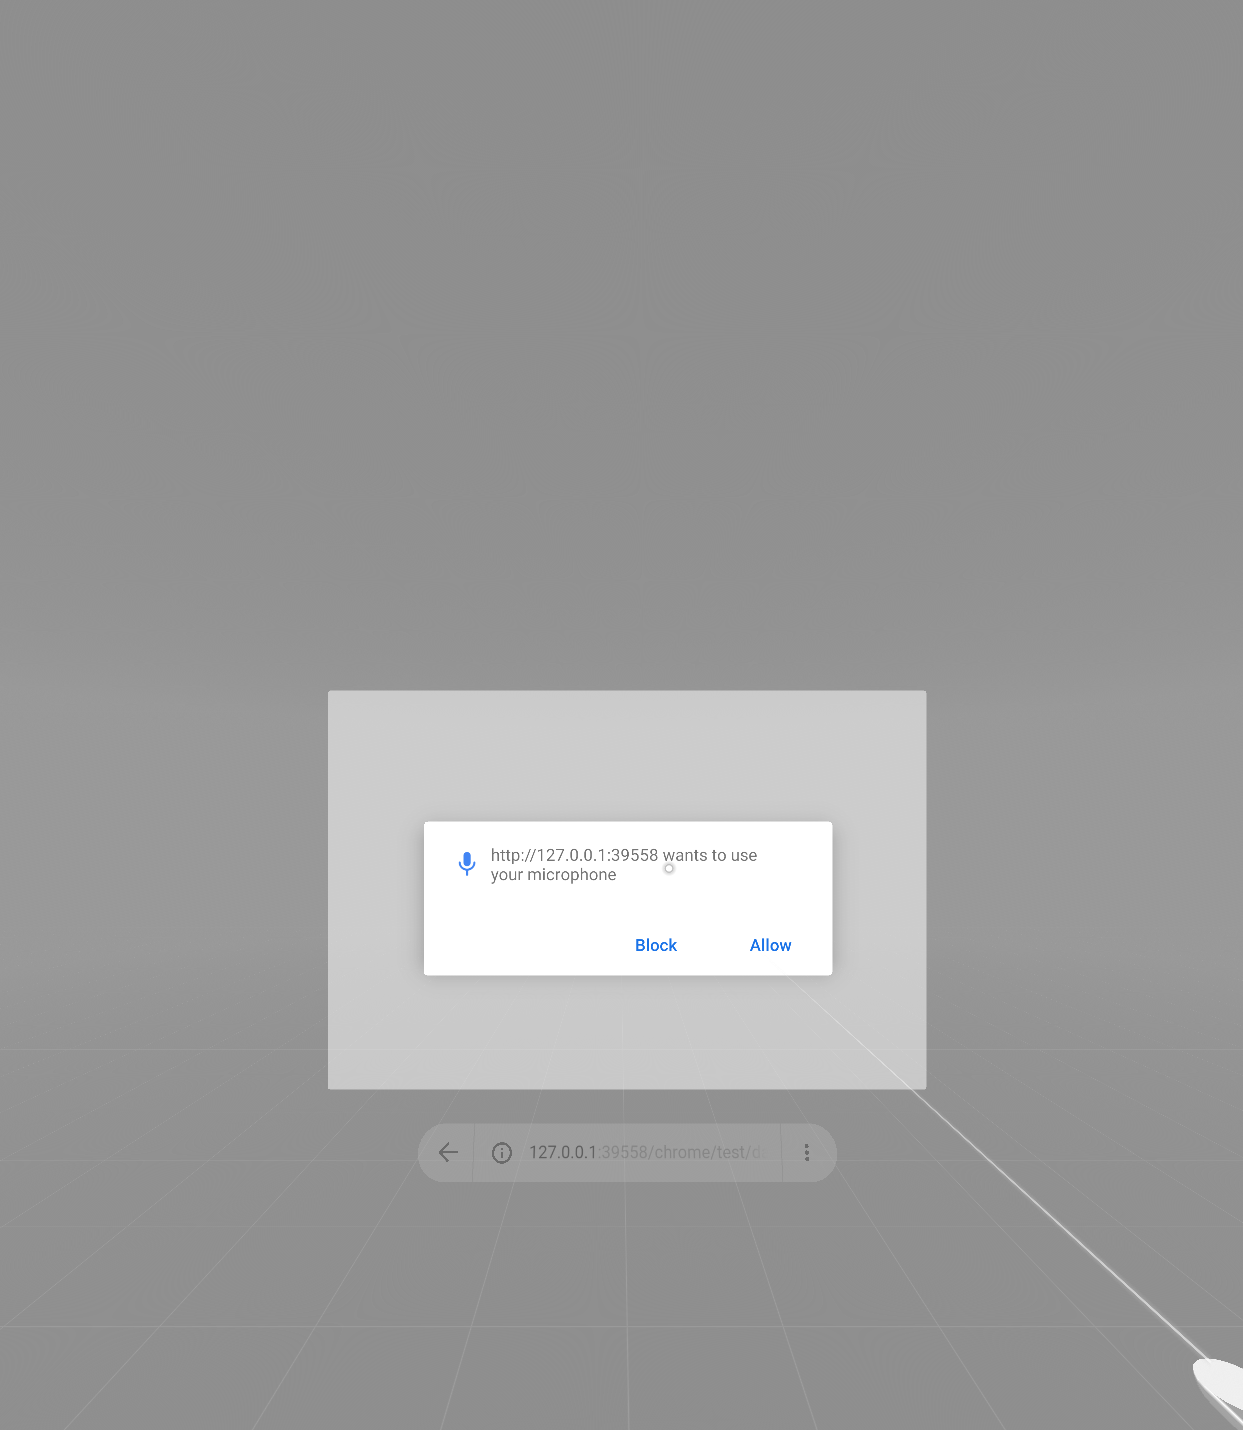 http://127.0.0.1:39558 wants to use
your microphone
Block Allow
127.0.0.1:39558/chrome/test/d